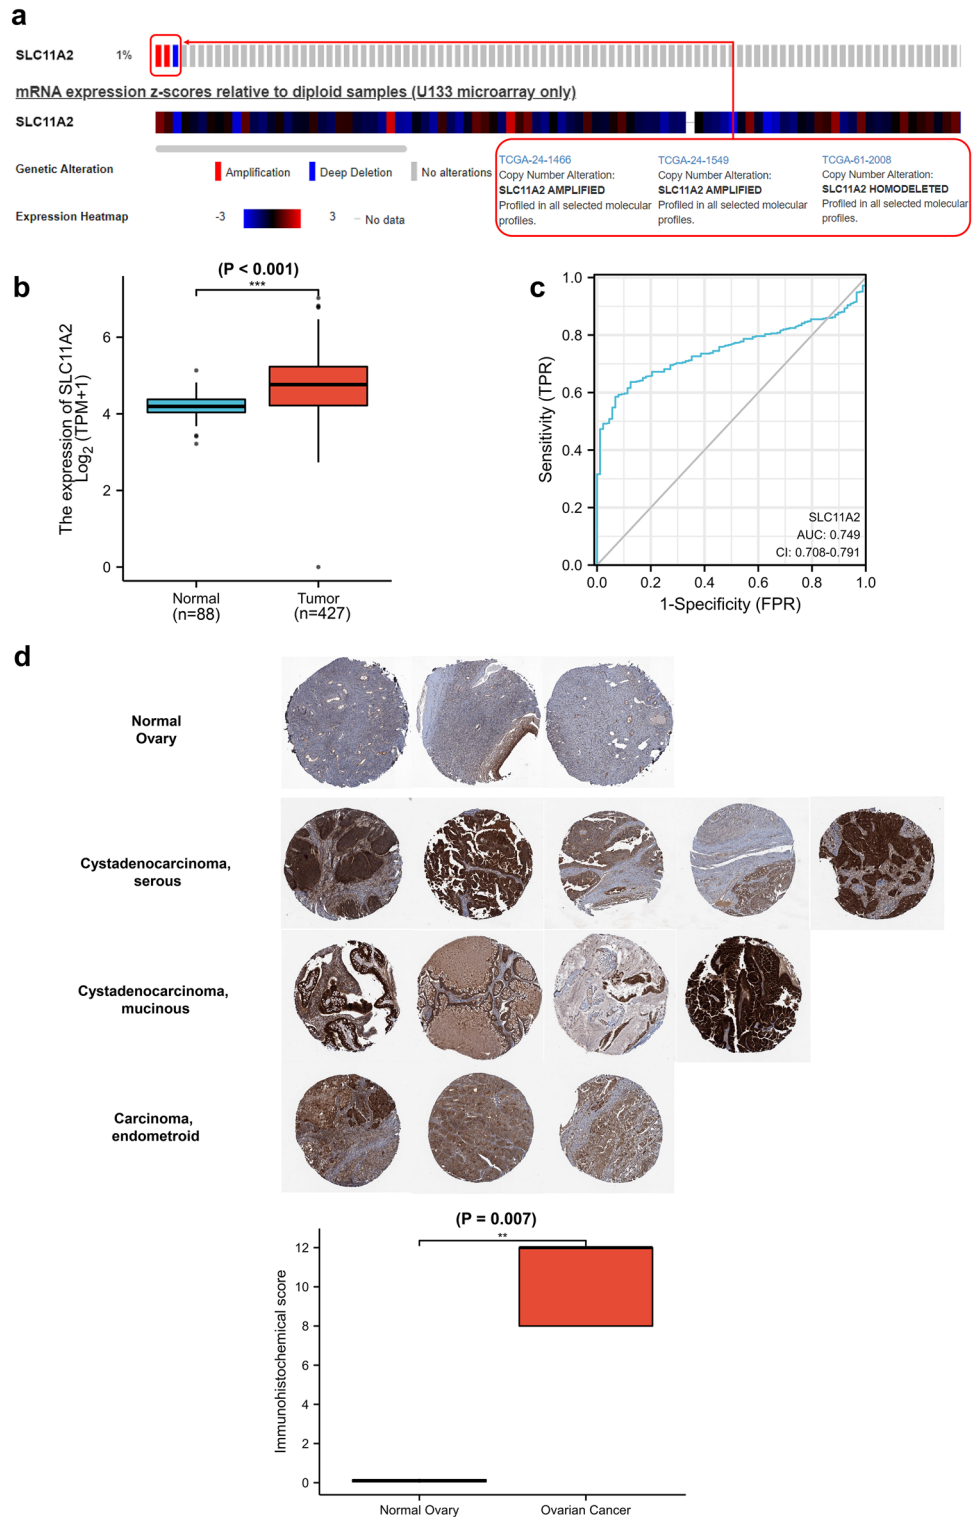 a
SLC11A2 1%
mRNA expression z-scores relative to diploid samples (U133 microarray only)
SLC11A2
Genetic Alteration Amplification Deep Deletion No alterations
Expression Heatmap -3 3 No data
TCGA-24-1466
Copy Number Alteration:
SLC11A2 AMPLIFIED
Profiled in all selected molecular
profiles.
TCGA-24-1549
Copy Number Alteration:
SLC11A2 AMPLIFIED
Profiled in all selected molecular
profiles.
TCGA-61-2008
Copy Number Alteration:
SLC11A2 HOMODELETED
Profiled in all selected molecular
profiles.
b
(P < 0.001)
***
The expression of SLC11A2
Log2 (TPM+1)
6
4
2
0
Normal
(n=88)
Tumor
(n=427)
c
Sensitivity (TPR)
1.0
0.8
0.6
0.4
0.2
0.0
SLC11A2
AUC: 0.749
CI: 0.708-0.791
0.0 0.2 0.4 0.6 0.8 1.0
1-Specificity (FPR)
d
Normal
Ovary
Cystadenocarcinoma,
serous
Cystadenocarcinoma,
mucinous
Carcinoma,
endometroid
(P = 0.007)
**
Immunohistochemical score
12
10
8
6
4
2
0
Normal Ovary Ovarian Cancer